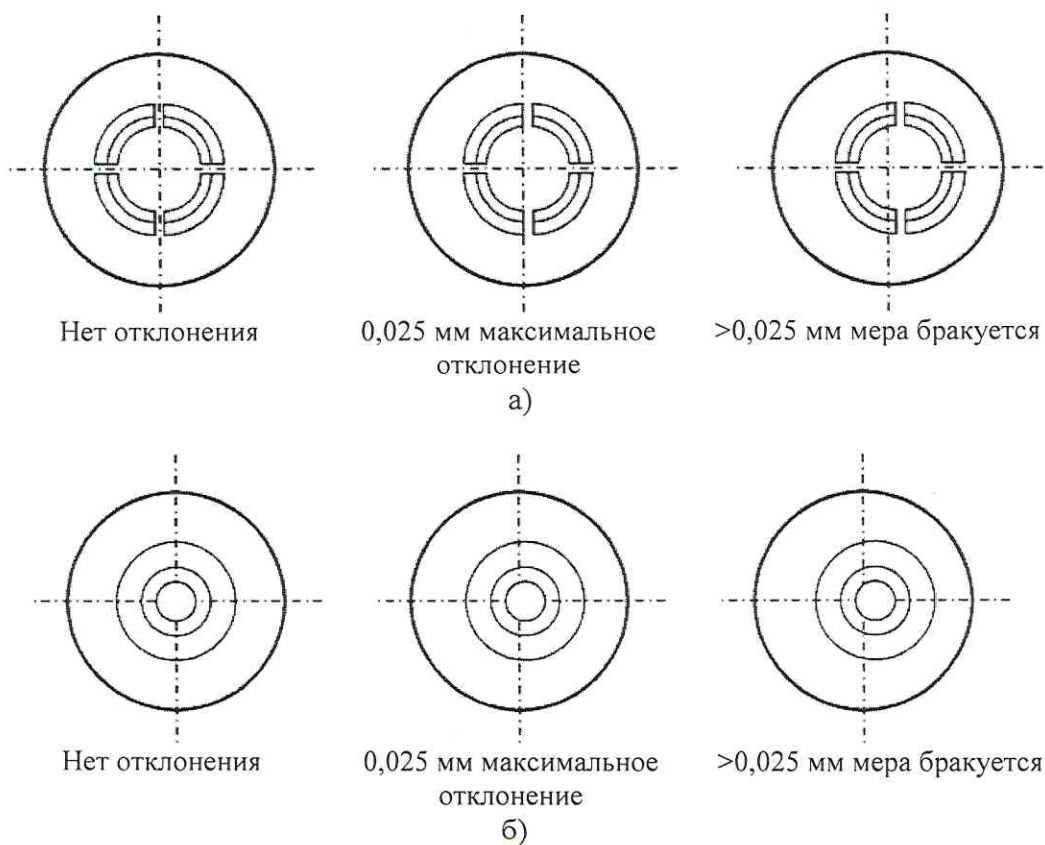 Нет отклонения
0,025 мм максимальное
отклонение
>0,025 мм мера бракуется
а)
Нет отклонения
0,025 мм максимальное
отклонение
>0,025 мм мера бракуется
б)